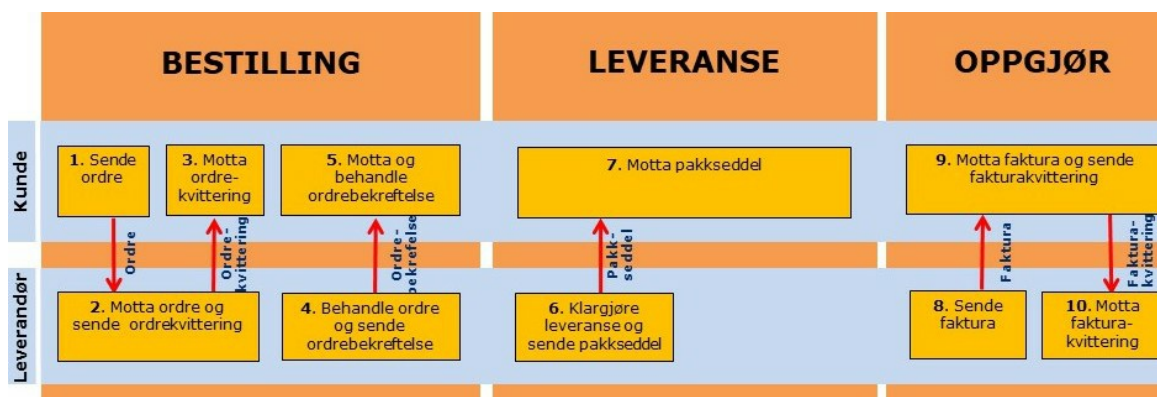 BESTILLING
LEVERANSE
OPPGJØR
Kunde
1. Sende
ordre
3. Motta
ordre-
kvittering
5. Motta og
behandle
ordrebekreftelse
7. Motta pakkseddel
9. Motta faktura og sende
fakturakvittering
Ordre
Ordre-
kvittering
Ordre-
bekrefelse
Pakk-
seddel
Faktura
Faktura-
kvittering
Leverandør
2. Motta ordre og
sende ordrekvittering
4. Behandle ordre
og sende
ordrebekreftelse
6. Klargjøre
leveranse og
sende pakkseddel
8. Sende
faktura
10. Motta
faktura-
kvittering